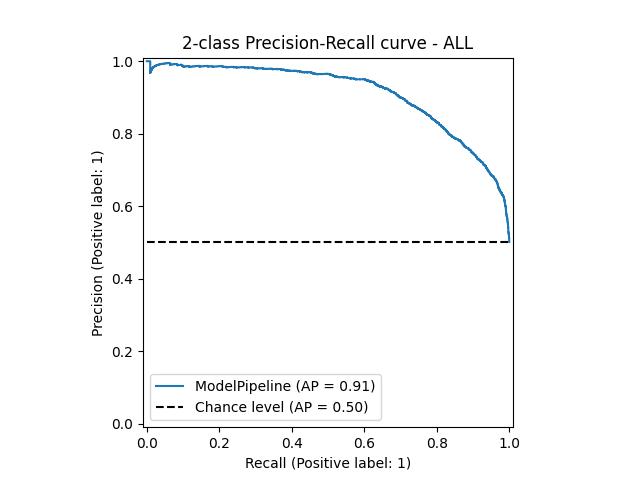 2-class Precision-Recall curve - ALL
1.0
0.8
0.6
0.4
0.2
0.0
Precision (Positive label: 1)
ModelPipeline (AP = 0.91)
Chance level (AP = 0.50)
0.0 0.2 0.4 0.6 0.8 1.0
Recall (Positive label: 1)